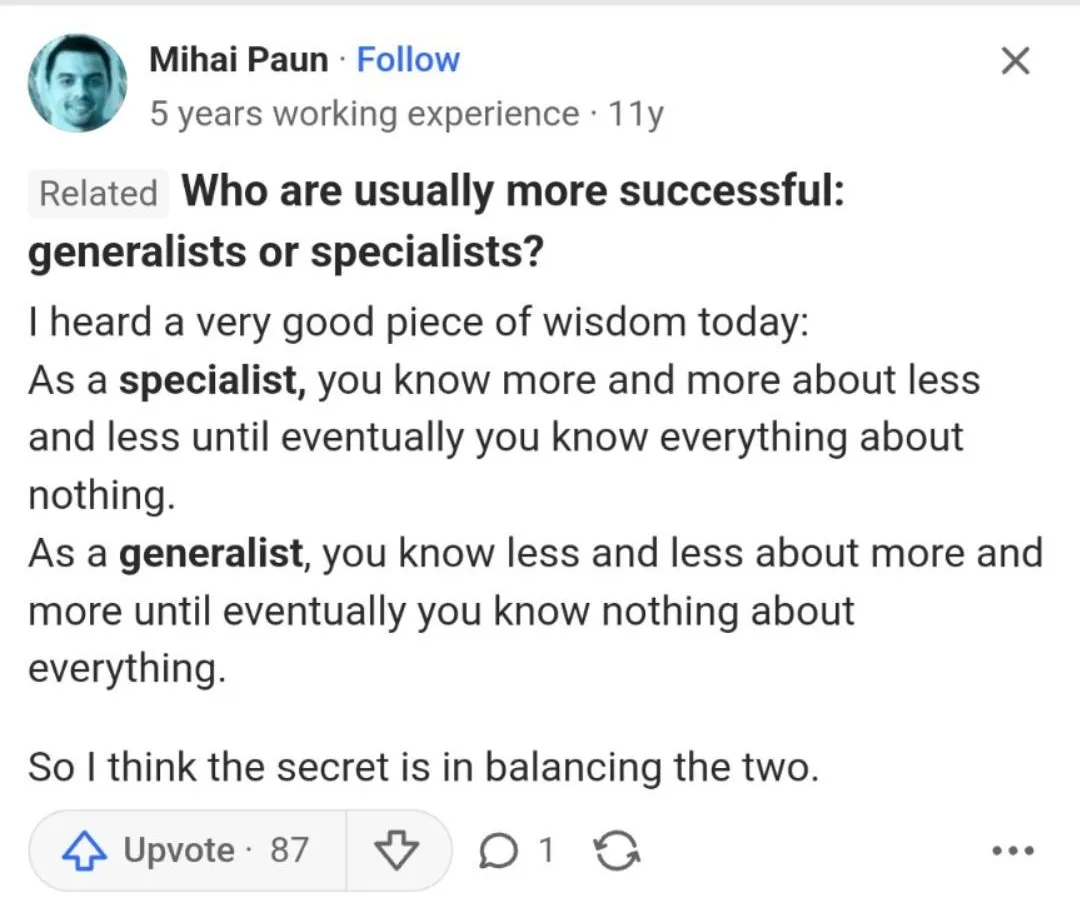 Mihai Paun · Follow
5 years working experience · 11y
Related Who are usually more successful:
generalists or specialists?
I heard a very good piece of wisdom today:
As a specialist, you know more and more about less
and less until eventually you know everything about
nothing.
As a generalist, you know less and less about more and
more until eventually you know nothing about
everything.
So I think the secret is in balancing the two.
Upvote · 87 1